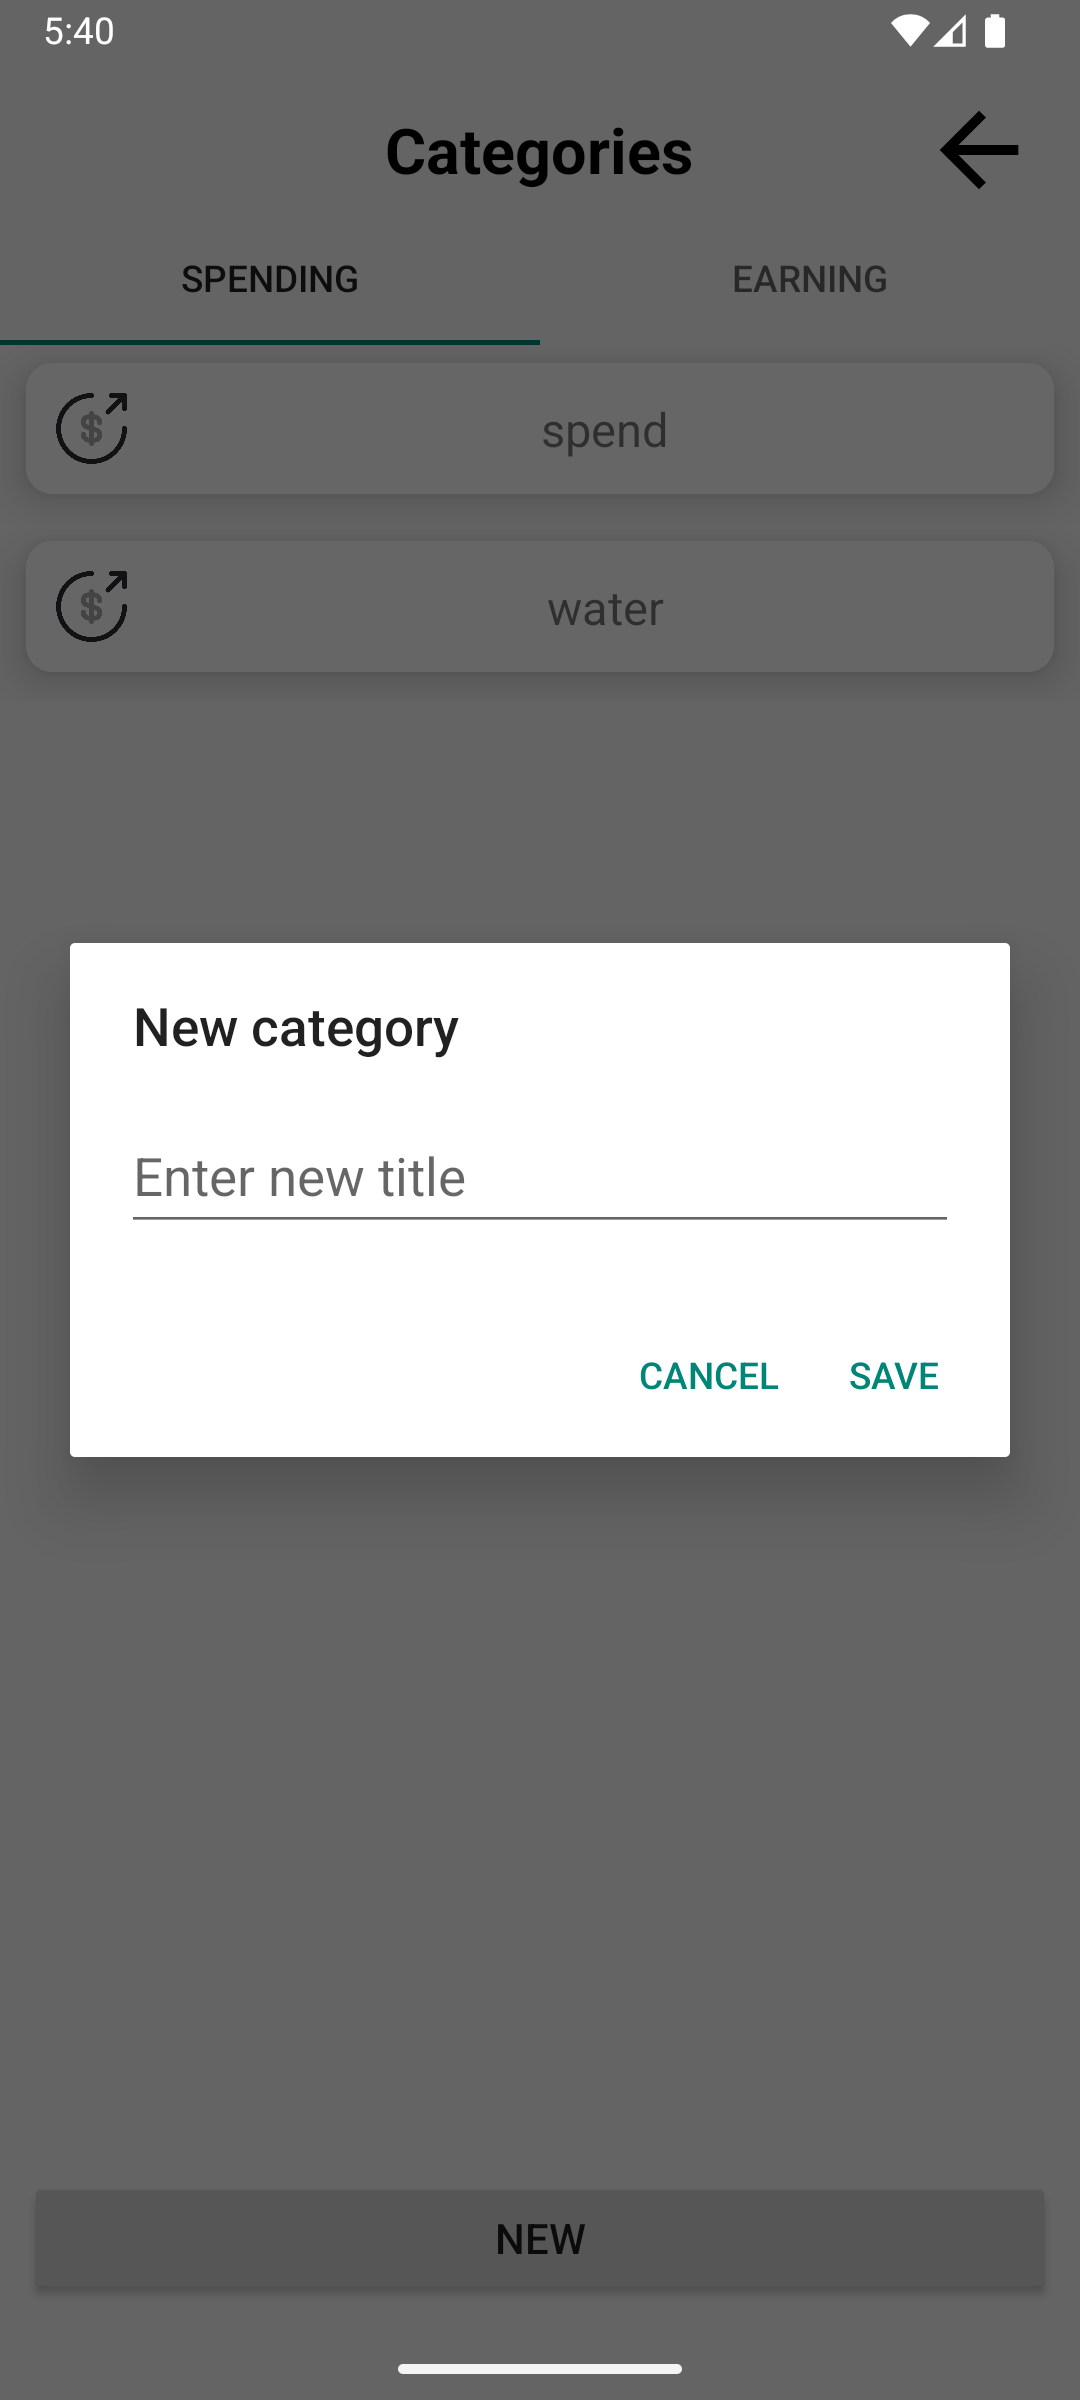 5:40
Categories
SPENDING EARNING
$ spend
$ water
New category
Enter new title
CANCEL SAVE
NEW